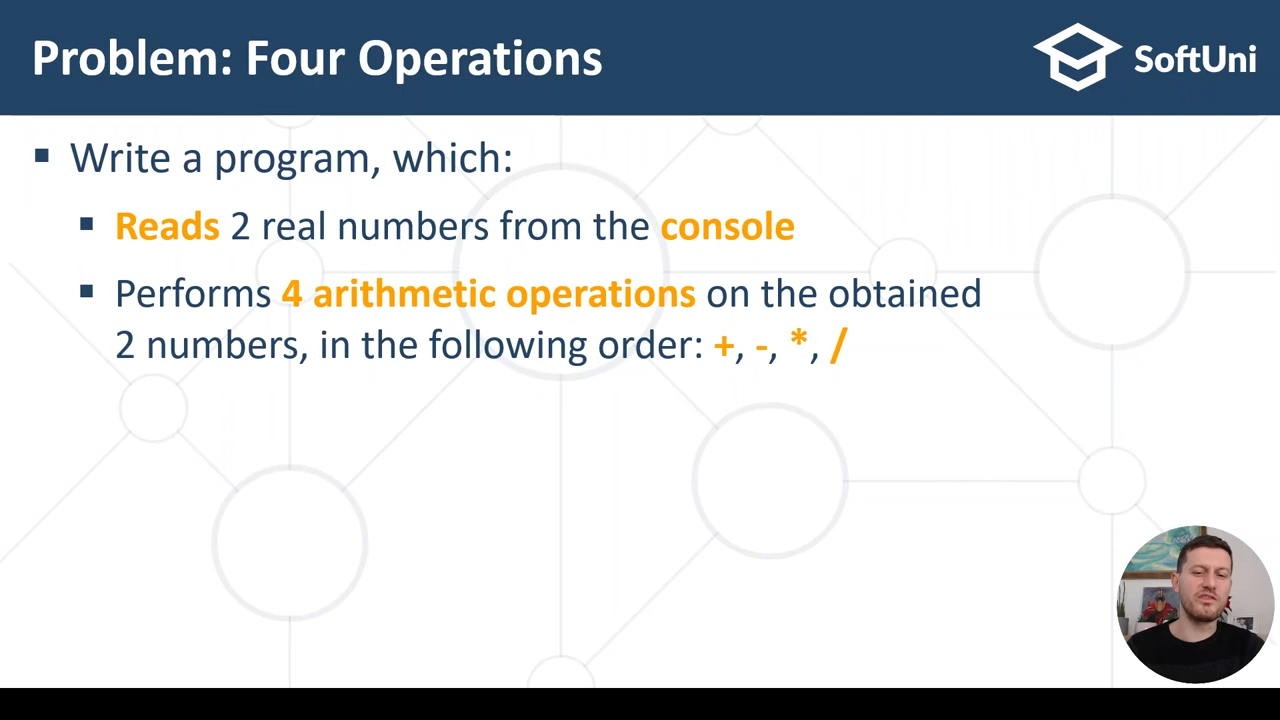 Problem: Four Operations
SoftUni
▪ Write a program, which:
▪ Reads 2 real numbers from the console
▪ Performs 4 arithmetic operations on the obtained
2 numbers, in the following order: +, -, *, /